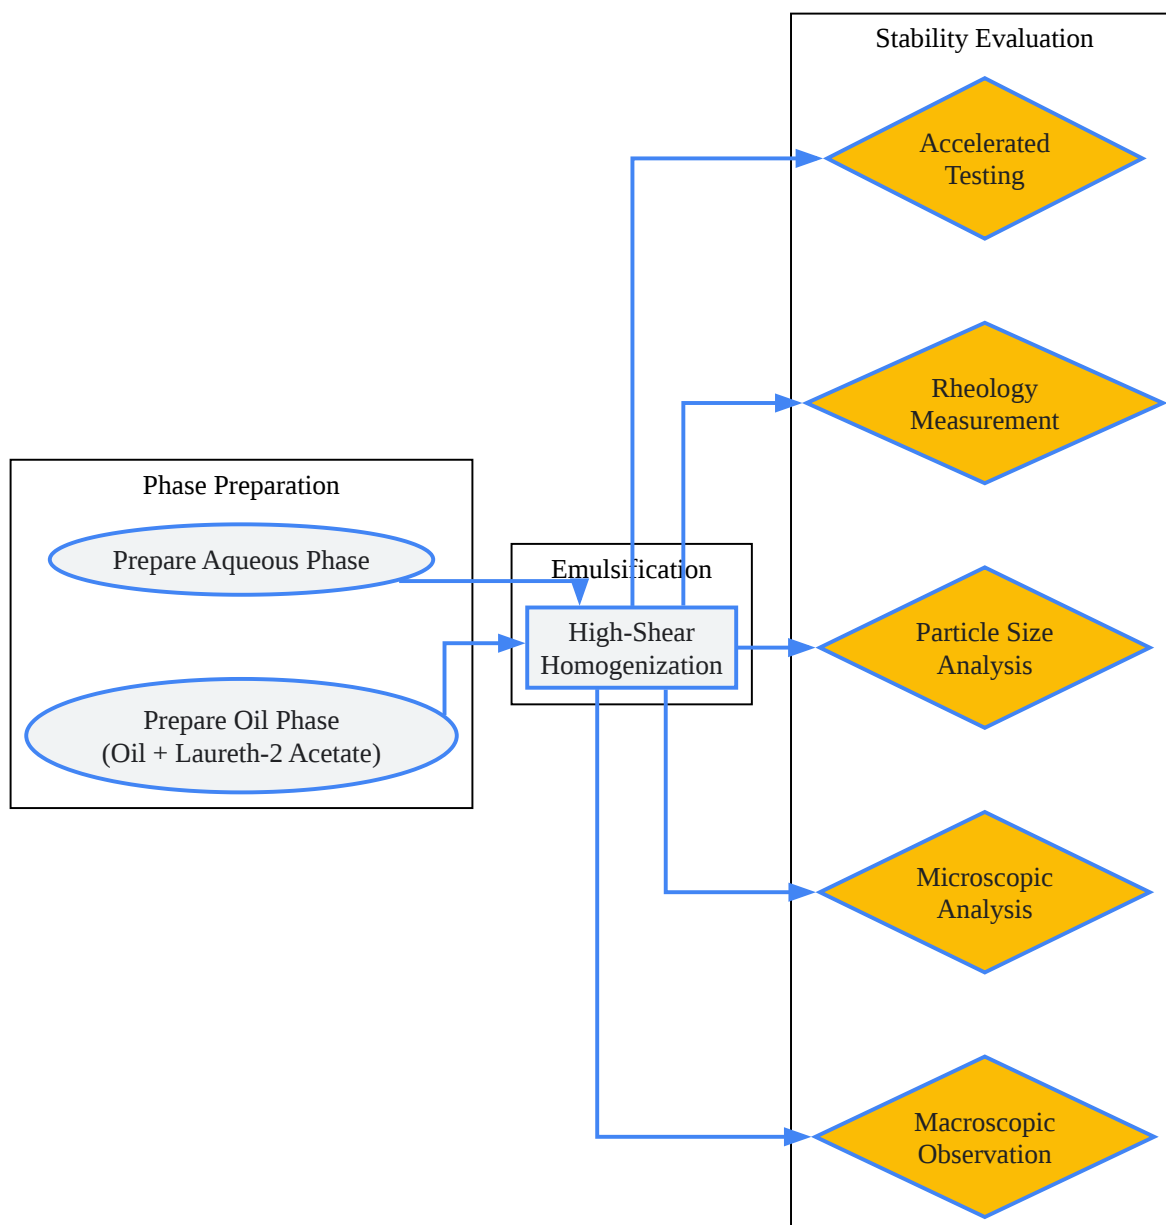 Stability Evaluation
Accelerated
Testing
Rheology
Measurement
Phase Preparation
Prepare Aqueous Phase
Emulsification
High-Shear
Homogenization
Particle Size
Analysis
Prepare Oil Phase
(Oil + Laureth-2 Acetate)
Microscopic
Analysis
Macroscopic
Observation